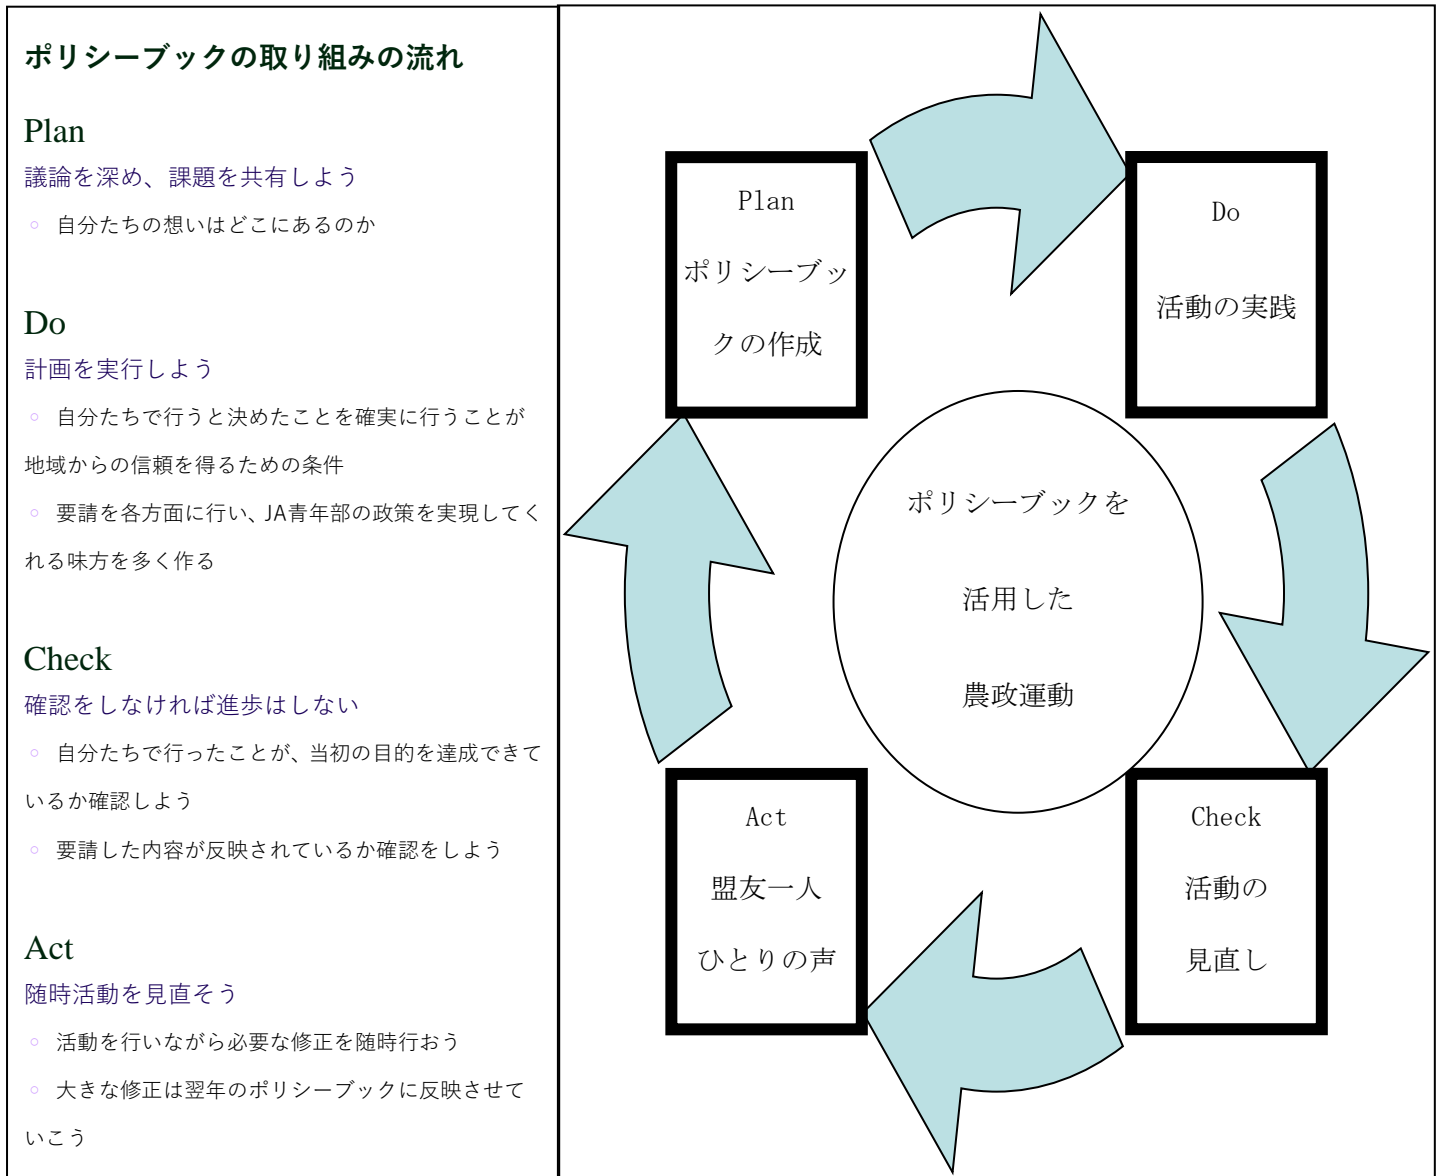 ポリシーブックの取り組みの流れ
Plan
議論を深め、課題を共有しよう
◦ 自分たちの想いはどこにあるのか
Do
計画を実行しよう
◦ 自分たちで行うと決めたことを確実に行うことが
地域からの信頼を得るための条件
◦ 要請を各方面に行い、JA青年部の政策を実現してく
れる味方を多く作る
Check
確認をしなければ進歩はしない
◦ 自分たちで行ったことが、当初の目的を達成できて
いるか確認しよう
◦ 要請した内容が反映されているか確認をしよう
Act
随時活動を見直そう
◦ 活動を行いながら必要な修正を随時行おう
◦ 大きな修正は翌年のポリシーブックに反映させて
いこう
Plan
ポリシーブッ
クの作成
Do
活動の実践
ポリシーブックを
活用した
農政運動
Act
盟友一人
ひとりの声
Check
活動の
見直し